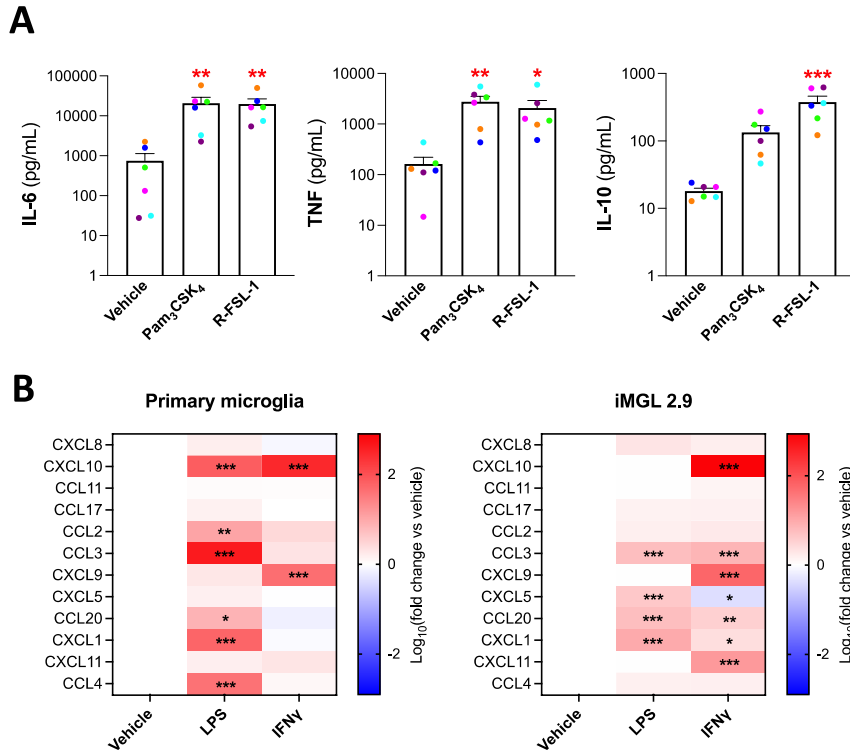 A
IL-6 (pg/mL)
100000
10000
1000
100
10
1
**
**
Vehicle
Pam₃CSK₄
R-FSL-1
TNF (pg/mL)
10000
1000
100
10
1
**
*
Vehicle
Pam₃CSK₄
R-FSL-1
IL-10 (pg/mL)
1000
100
10
1
***
Vehicle
Pam₃CSK₄
R-FSL-1
B
Primary microglia
CXCL8
CXCL10
*** ***
CCL11
CCL17
CCL2
**
CCL3
***
CXCL9
***
CXCL5
CCL20
*
CXCL1
***
CXCL11
CCL4
***
Vehicle
LPS
IFNγ
2
0
-2
Log₁₀(fold change vs vehicle)
iMGL 2.9
CXCL8
CXCL10
***
CCL11
CCL17
CCL2
CCL3
*** ***
CXCL9
***
CXCL5
*** *
CCL20
*** **
CXCL1
*** *
CXCL11
***
CCL4
Vehicle
LPS
IFNγ
2
0
-2
(fold change vs vehicle)